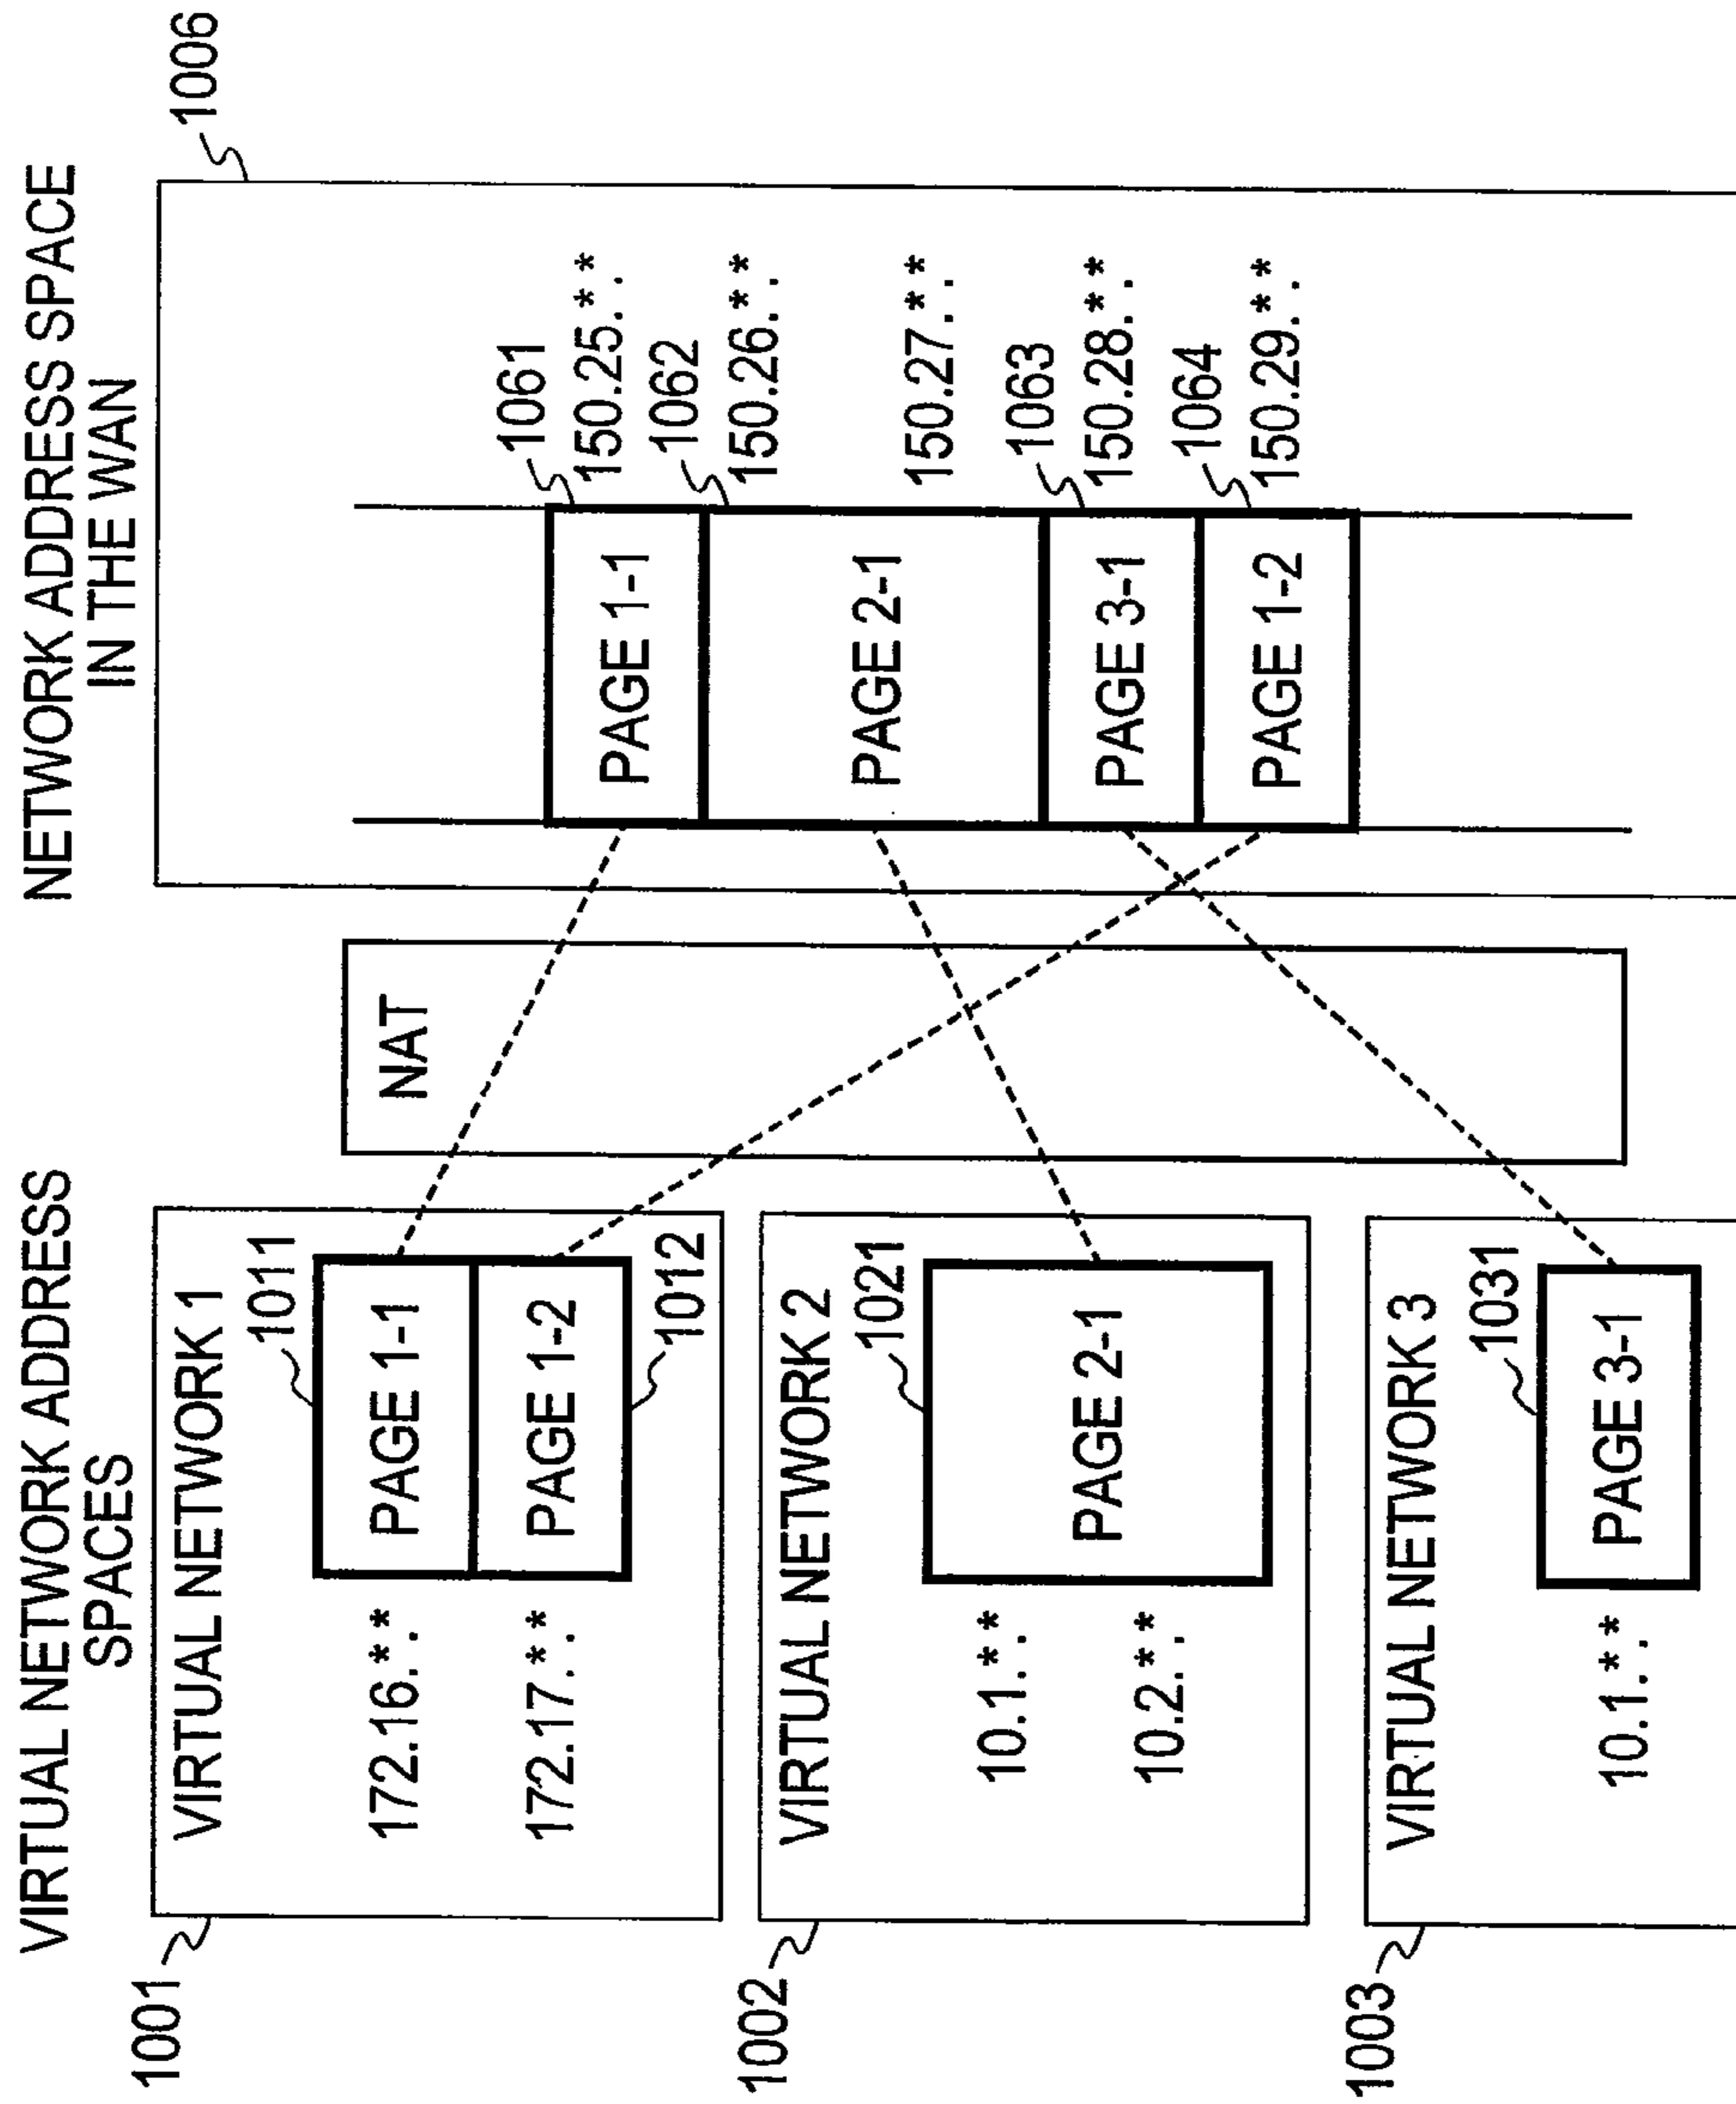 VIRTUAL NETWORK ADDRESS
SPACES
NETWORK ADDRESS SPACE
IN THE WAN
1001
VIRTUAL NETWORK 1
1011
172.16.*.*
PAGE 1-1
172.17.*.*
PAGE 1-2
1012
1002
VIRTUAL NETWORK 2
1021
10.1.*.*
10.2.*.*
PAGE 2-1
1003
VIRTUAL NETWORK 3
1031
10.1.*.*
PAGE 3-1
NAT
1006
1061
PAGE 1-1
150.25.*.*
1062
150.26.*.*
PAGE 2-1
150.27.*.*
1063
PAGE 3-1
150.28.*.*
1064
PAGE 1-2
150.29.*.*